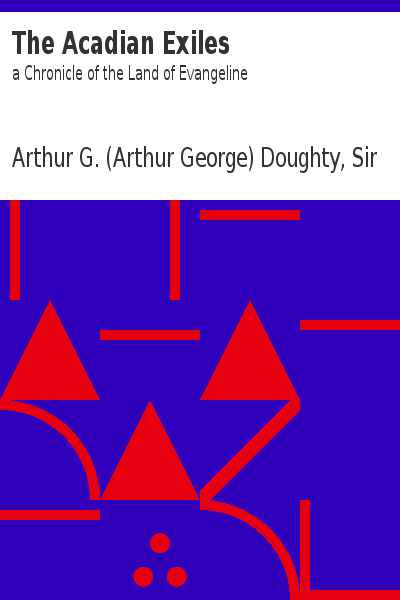 The Acadian Exiles
a Chronicle of the Land of Evangeline
Arthur G. (Arthur George) Doughty, Sir